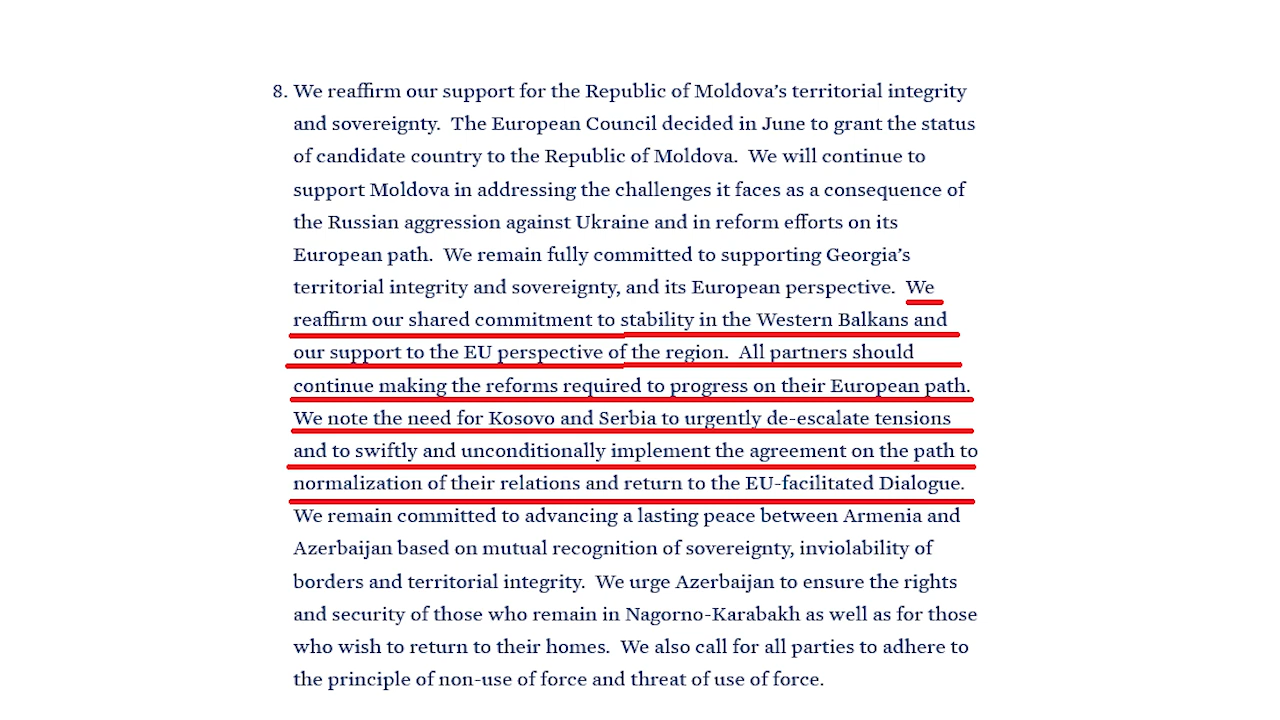 8. We reaffirm our support for the Republic of Moldova's territorial integrity
and sovereignty.  The European Council decided in June to grant the status
of candidate country to the Republic of Moldova.  We will continue to
support Moldova in addressing the challenges it faces as a consequence of
the Russian aggression against Ukraine and in reform efforts on its
European path.  We remain fully committed to supporting Georgia's
territorial integrity and sovereignty, and its European perspective.  We
reaffirm our shared commitment to stability in the Western Balkans and
our support to the EU perspective of the region.  All partners should
continue making the reforms required to progress on their European path.
We note the need for Kosovo and Serbia to urgently de-escalate tensions
and to swiftly and unconditionally implement the agreement on the path to
normalization of their relations and return to the EU-facilitated Dialogue.
We remain committed to advancing a lasting peace between Armenia and
Azerbaijan based on mutual recognition of sovereignty, inviolability of
borders and territorial integrity.  We urge Azerbaijan to ensure the rights
and security of those who remain in Nagorno-Karabakh as well as for those
who wish to return to their homes.  We also call for all parties to adhere to
the principle of non-use of force and threat of use of force.